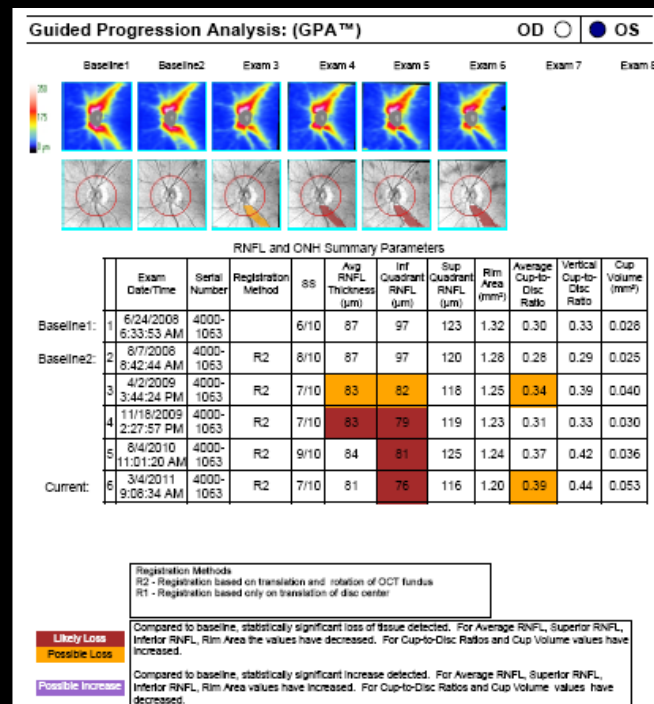 Guided Progression Analysis: (GPA™) OD OS
Baseline1 Baseline2 Exam 3 Exam 4 Exam 5 Exam 6 Exam 7 Exam 8
350
175
0 µm
RNFL and ONH Summary Parameters
Exam Date/Time Serial Number Registration Method SS Avg RNFL Thickness (µm) Inf Quadrant RNFL (µm) Sup Quadrant RNFL (µm) Rim Area (mm²) Average Cup-to-Disc Ratio Vertical Cup-to-Disc Ratio Cup Volume (mm³)
Baseline1: 1 6/24/2008 6:33:53 AM 4000-1063 6/10 87 97 123 1.32 0.30 0.33 0.028
Baseline2: 2 8/7/2008 8:42:44 AM 4000-1063 R2 8/10 87 97 120 1.28 0.28 0.29 0.025
3 4/2/2009 3:44:24 PM 4000-1063 R2 7/10 83 82 118 1.25 0.34 0.39 0.040
4 11/18/2009 2:27:57 PM 4000-1063 R2 7/10 83 79 119 1.23 0.31 0.33 0.030
5 8/4/2010 11:01:20 AM 4000-1063 R2 9/10 84 81 125 1.24 0.37 0.42 0.036
Current: 6 3/4/2011 9:08:34 AM 4000-1063 R2 7/10 81 76 116 1.20 0.39 0.44 0.053
Registration Methods
R2 - Registration based on translation and rotation of OCT fundus
R1 - Registration based only on translation of disc center
Likely Loss
Possible Loss
Compared to baseline, statistically significant loss of tissue detected. For Average RNFL, Superior RNFL,
Inferior RNFL, Rim Area the values have decreased. For Cup-to-Disc Ratios and Cup Volume values have
increased.
Possible Increase
Compared to baseline, statistically significant increase detected. For Average RNFL, Superior RNFL,
Inferior RNFL, Rim Area values have increased. For Cup-to-Disc Ratios and Cup Volume values have
decreased.